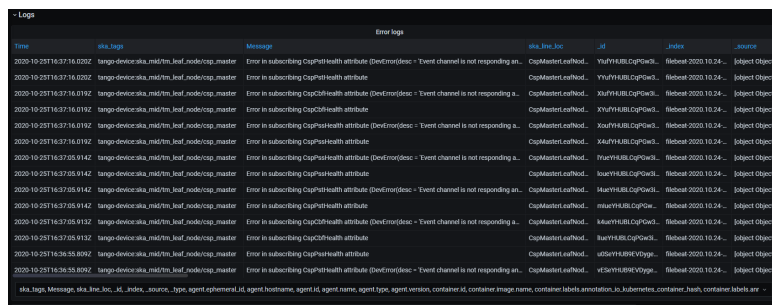 Logs
Error logs
Time ska_tags Message ska_line_loc _id _index _source
2020-10-25T16:37:16.020Z tango-device:ska_mid/tm_leaf_node/csp_master Error in subscribing CspPstHealth attribute (DevError(desc = 'Event channel is not responding an... CspMasterLeafNod... filebeat-2020.10.24-... [object Object
2020-10-25T16:37:16.020Z tango-device:ska_mid/tm_leaf_node/csp_master Error in subscribing CspPstHealth attribute CspMasterLeafNod... filebeat-2020.10.24-... [object Object
2020-10-25T16:37:16.019Z tango-device:ska_mid/tm_leaf_node/csp_master Error in subscribing CspCbfHealth attribute (DevError(desc = 'Event channel is not responding a... CspMasterLeafNod... filebeat-2020.10.24-... [object Object
2020-10-25T16:37:16.019Z tango-device:ska_mid/tm_leaf_node/csp_master Error in subscribing CspCbfHealth attribute CspMasterLeafNod... filebeat-2020.10.24-... [object Object
2020-10-25T16:37:16.019Z tango-device:ska_mid/tm_leaf_node/csp_master Error in subscribing CspPssHealth attribute (DevError(desc = 'Event channel is not responding a... CspMasterLeafNod... filebeat-2020.10.24-... [object Object
2020-10-25T16:37:16.019Z tango-device:ska_mid/tm_leaf_node/csp_master Error in subscribing CspPssHealth attribute CspMasterLeafNod... filebeat-2020.10.24-... [object Object
2020-10-25T16:37:05.914Z tango-device:ska_mid/tm_leaf_node/csp_master Error in subscribing CspPssHealth attribute (DevError(desc = 'Event channel is not responding a... CspMasterLeafNod... filebeat-2020.10.24-... [object Object
2020-10-25T16:37:05.914Z tango-device:ska_mid/tm_leaf_node/csp_master Error in subscribing CspPssHealth attribute CspMasterLeafNod... filebeat-2020.10.24-... [object Object
2020-10-25T16:37:05.914Z tango-device:ska_mid/tm_leaf_node/csp_master Error in subscribing CspPstHealth attribute (DevError(desc = 'Event channel is not responding an... CspMasterLeafNod... filebeat-2020.10.24-... [object Object
2020-10-25T16:37:05.914Z tango-device:ska_mid/tm_leaf_node/csp_master Error in subscribing CspPstHealth attribute CspMasterLeafNod... filebeat-2020.10.24-... [object Object
2020-10-25T16:37:05.913Z tango-device:ska_mid/tm_leaf_node/csp_master Error in subscribing CspCbfHealth attribute (DevError(desc = 'Event channel is not responding a... CspMasterLeafNod... filebeat-2020.10.24-... [object Object
2020-10-25T16:37:05.913Z tango-device:ska_mid/tm_leaf_node/csp_master Error in subscribing CspCbfHealth attribute CspMasterLeafNod... filebeat-2020.10.24-... [object Object
2020-10-25T16:36:55.809Z tango-device:ska_mid/tm_leaf_node/csp_master Error in subscribing CspPssHealth attribute CspMasterLeafNod... filebeat-2020.10.24-... [object Object
2020-10-25T16:36:55.809Z tango-device:ska_mid/tm_leaf_node/csp_master Error in subscribing CspPssHealth attribute (DevError(desc = 'Event channel is not responding a... CspMasterLeafNod... filebeat-2020.10.24-... [object Object
ska_tags, Message, ska_line_loc, _id, _index, _source, _type, agent.ephemeral_id, agent.hostname, agent.id, agent.name, agent.type, agent.version, container.id, container.image.name, container.labels.annotation_io_kubernetes_container_hash, container.labels.anr